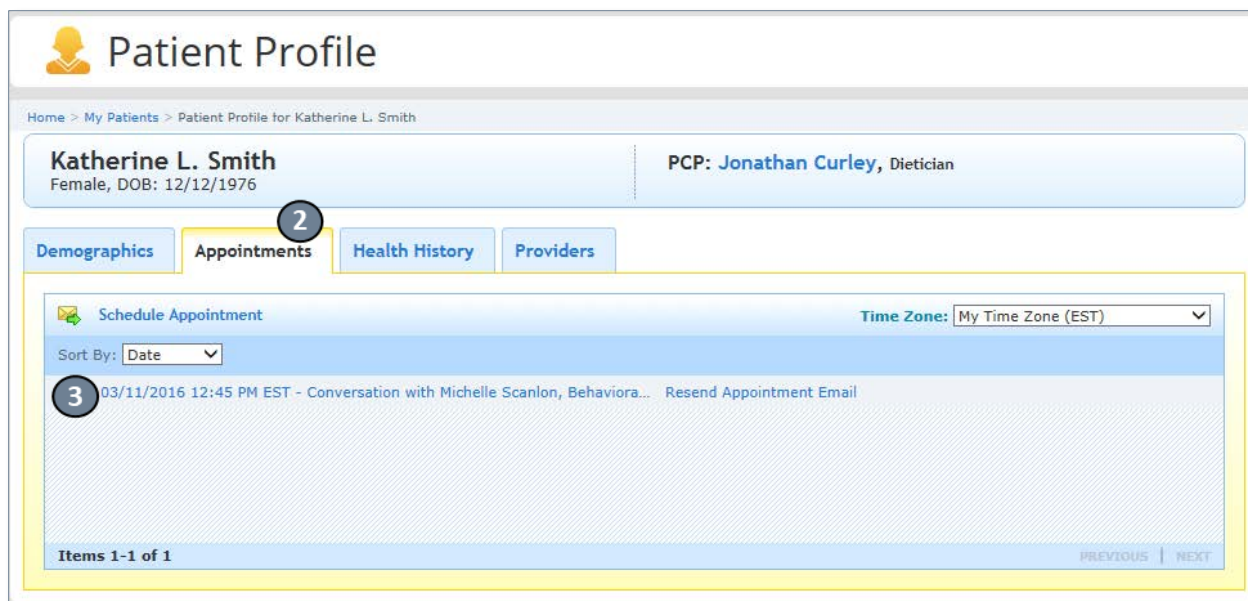 Patient Profile
Home > My Patients > Patient Profile for Katherine L. Smith
Katherine L. Smith
Female, DOB: 12/12/1976
PCP: Jonathan Curley, Dietician
2
Demographics Appointments Health History Providers
Schedule Appointment Time Zone: My Time Zone (EST)
Sort By: Date
3 03/11/2016 12:45 PM EST - Conversation with Michelle Scanlon, Behaviora... Resend Appointment Email
Items 1-1 of 1 PREVIOUS | NEXT